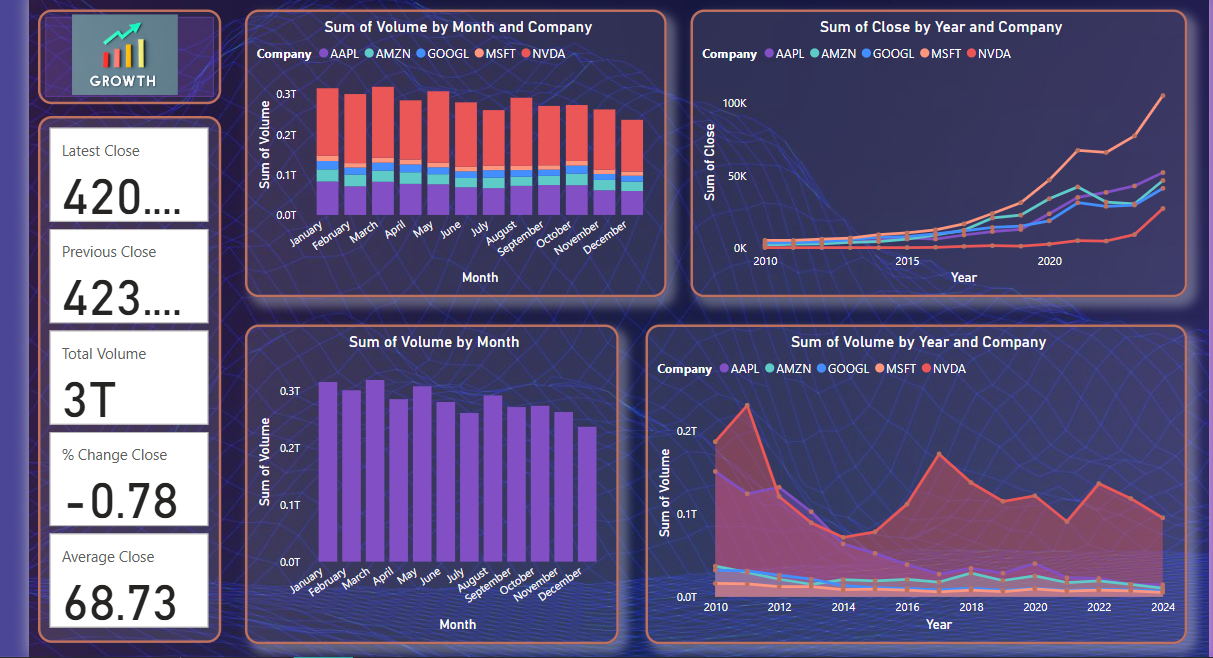 GROWTH
Latest Close
420....
Previous Close
423....
Total Volume
3T
% Change Close
-0.78
Average Close
68.73
Sum of Volume by Month and Company
Company AAPL AMZN GOOGL MSFT NVDA
Sum of Volume
0.3T
0.2T
0.1T
0.0T
January
February
March
April
May
June
July
August
September
October
November
December
Month
Sum of Close by Year and Company
Company AAPL AMZN GOOGL MSFT NVDA
Sum of Close
100K
50K
0K
2010 2015 2020
Year
Sum of Volume by Month
Sum of Volume
0.3T
0.2T
0.1T
0.0T
January
February
March
April
May
June
July
August
September
October
November
December
Month
Sum of Volume by Year and Company
Company AAPL AMZN GOOGL MSFT NVDA
Sum of Volume
0.2T
0.1T
0.0T
2010 2012 2014 2016 2018 2020 2022 2024
Year